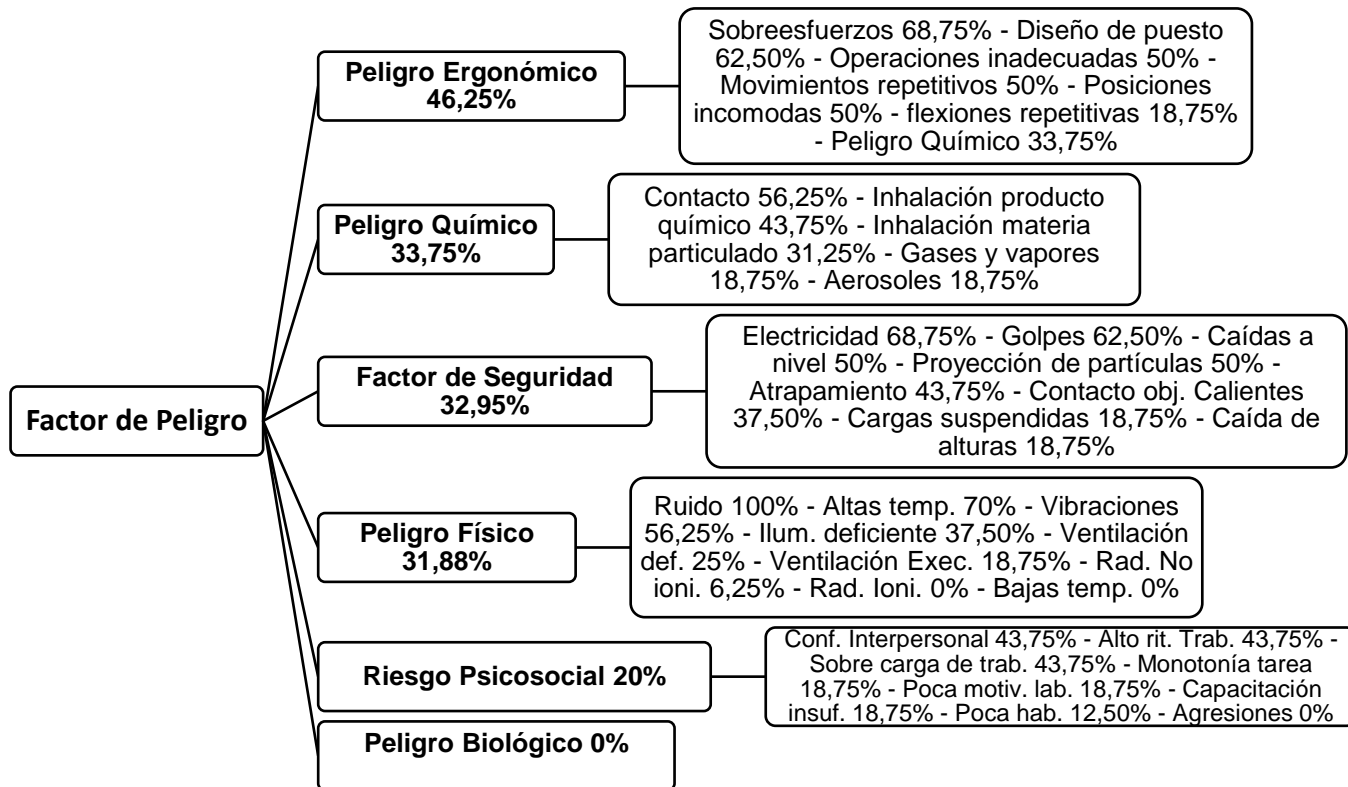 Factor de Peligro
Peligro Ergonómico
46,25%
Sobreesfuerzos 68,75% - Diseño de puesto
62,50% - Operaciones inadecuadas 50% -
Movimientos repetitivos 50% - Posiciones
incomodas 50% - flexiones repetitivas 18,75%
- Peligro Químico 33,75%
Peligro Químico
33,75%
Contacto 56,25% - Inhalación producto
químico 43,75% - Inhalación materia
particulado 31,25% - Gases y vapores
18,75% - Aerosoles 18,75%
Factor de Seguridad
32,95%
Electricidad 68,75% - Golpes 62,50% - Caídas a
nivel 50% - Proyección de partículas 50% -
Atrapamiento 43,75% - Contacto obj. Calientes
37,50% - Cargas suspendidas 18,75% - Caída de
alturas 18,75%
Peligro Físico
31,88%
Ruido 100% - Altas temp. 70% - Vibraciones
56,25% - Ilum. deficiente 37,50% - Ventilación
def. 25% - Ventilación Exec. 18,75% - Rad. No
ioni. 6,25% - Rad. Ioni. 0% - Bajas temp. 0%
Riesgo Psicosocial 20%
Conf. Interpersonal 43,75% - Alto rit. Trab. 43,75% -
Sobre carga de trab. 43,75% - Monotonía tarea
18,75% - Poca motiv. lab. 18,75% - Capacitación
insuf. 18,75% - Poca hab. 12,50% - Agresiones 0%
Peligro Biológico 0%